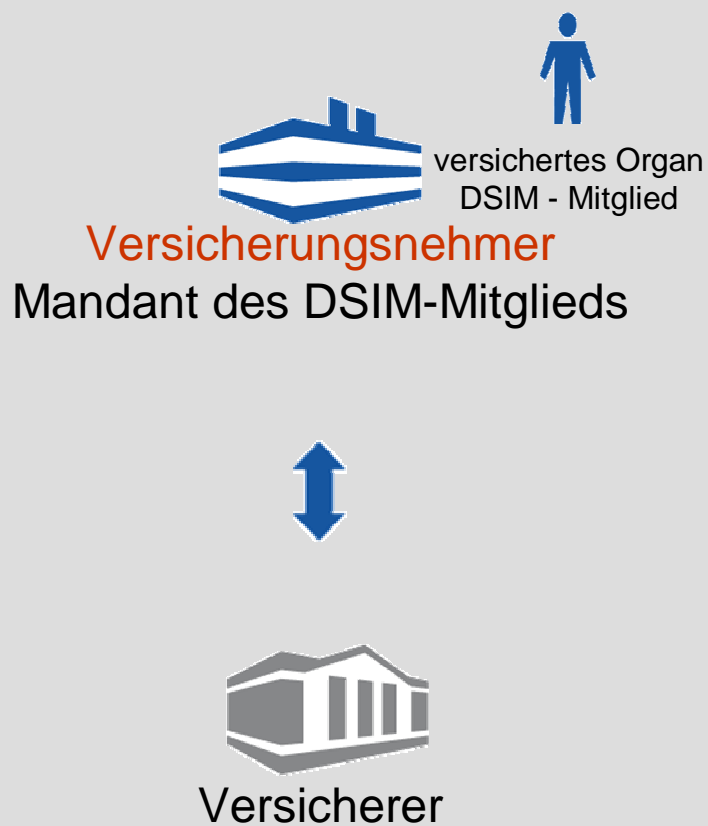 versichertes Organ
DSIM - Mitglied
Versicherungsnehmer
Mandant des DSIM-Mitglieds
Versicherer